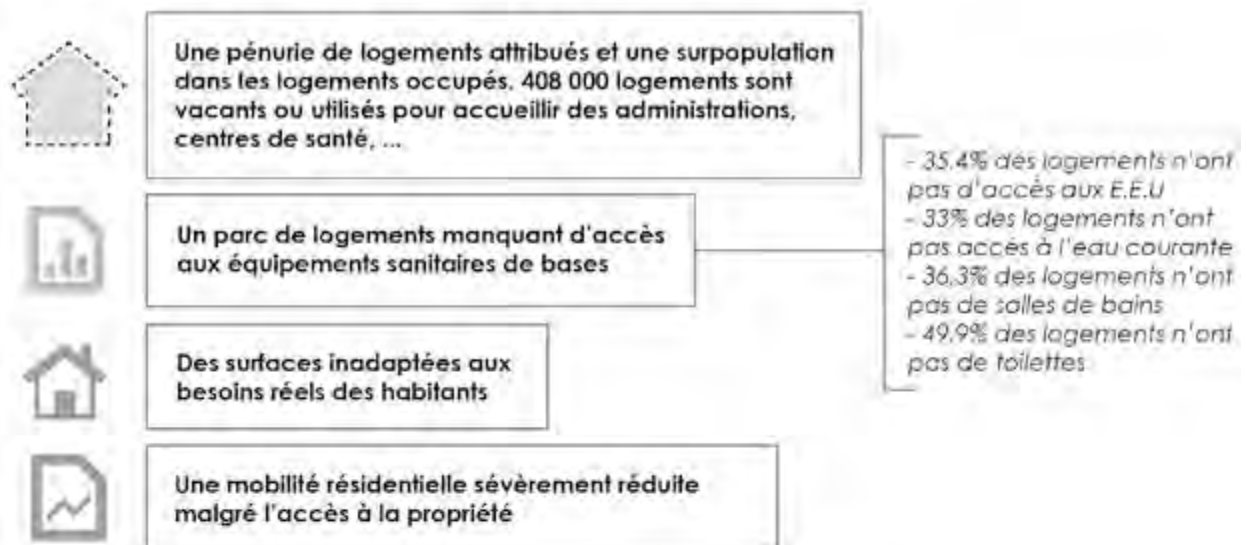 Une pénurie de logements attribués et une surpopulation
dans les logements occupés. 408 000 logements sont
vacants ou utilisés pour accueillir des administrations,
centres de santé, ...
Un parc de logements manquant d'accès
aux équipements sanitaires de bases
- 35.4% des logements n'ont
pas d'accès aux E.E.U
- 33% des logements n'ont
pas accès à l'eau courante
- 36.3% des logements n'ont
pas de salles de bains
- 49.9% des logements n'ont
pas de toilettes
Des surfaces inadaptées aux
besoins réels des habitants
Une mobilité résidentielle sévèrement réduite
malgré l'accès à la propriété